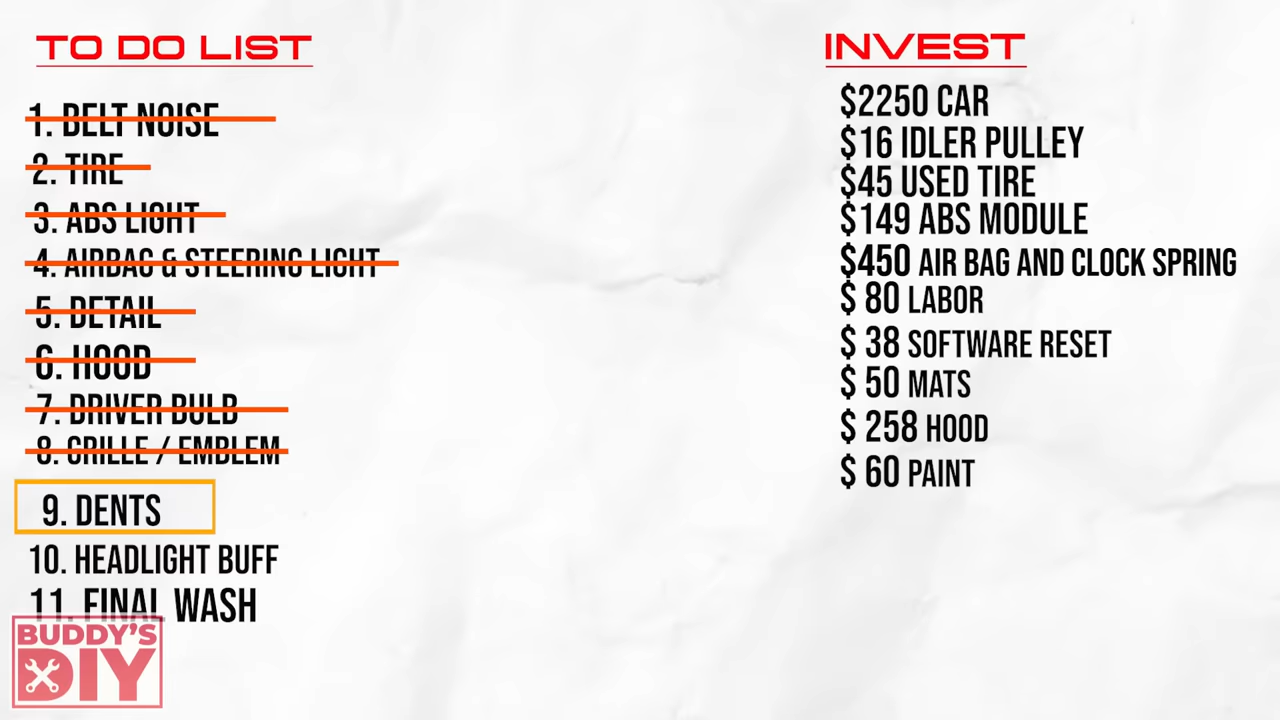 TO DO LIST
1. BELT NOISE
2. TIRE
3. ABS LIGHT
4. AIRBAG & STEERING LIGHT
5. DETAIL
6. HOOD
7. DRIVER BULB
8. GRILLE / EMBLEM
9. DENTS
10. HEADLIGHT BUFF
11. FINAL WASH
BUDDY'S
DIY
INVEST
$2250 CAR
$16 IDLER PULLEY
$45 USED TIRE
$149 ABS MODULE
$450 AIR BAG AND CLOCK SPRING
$ 80 LABOR
$ 38 SOFTWARE RESET
$ 50 MATS
$ 258 HOOD
$ 60 PAINT